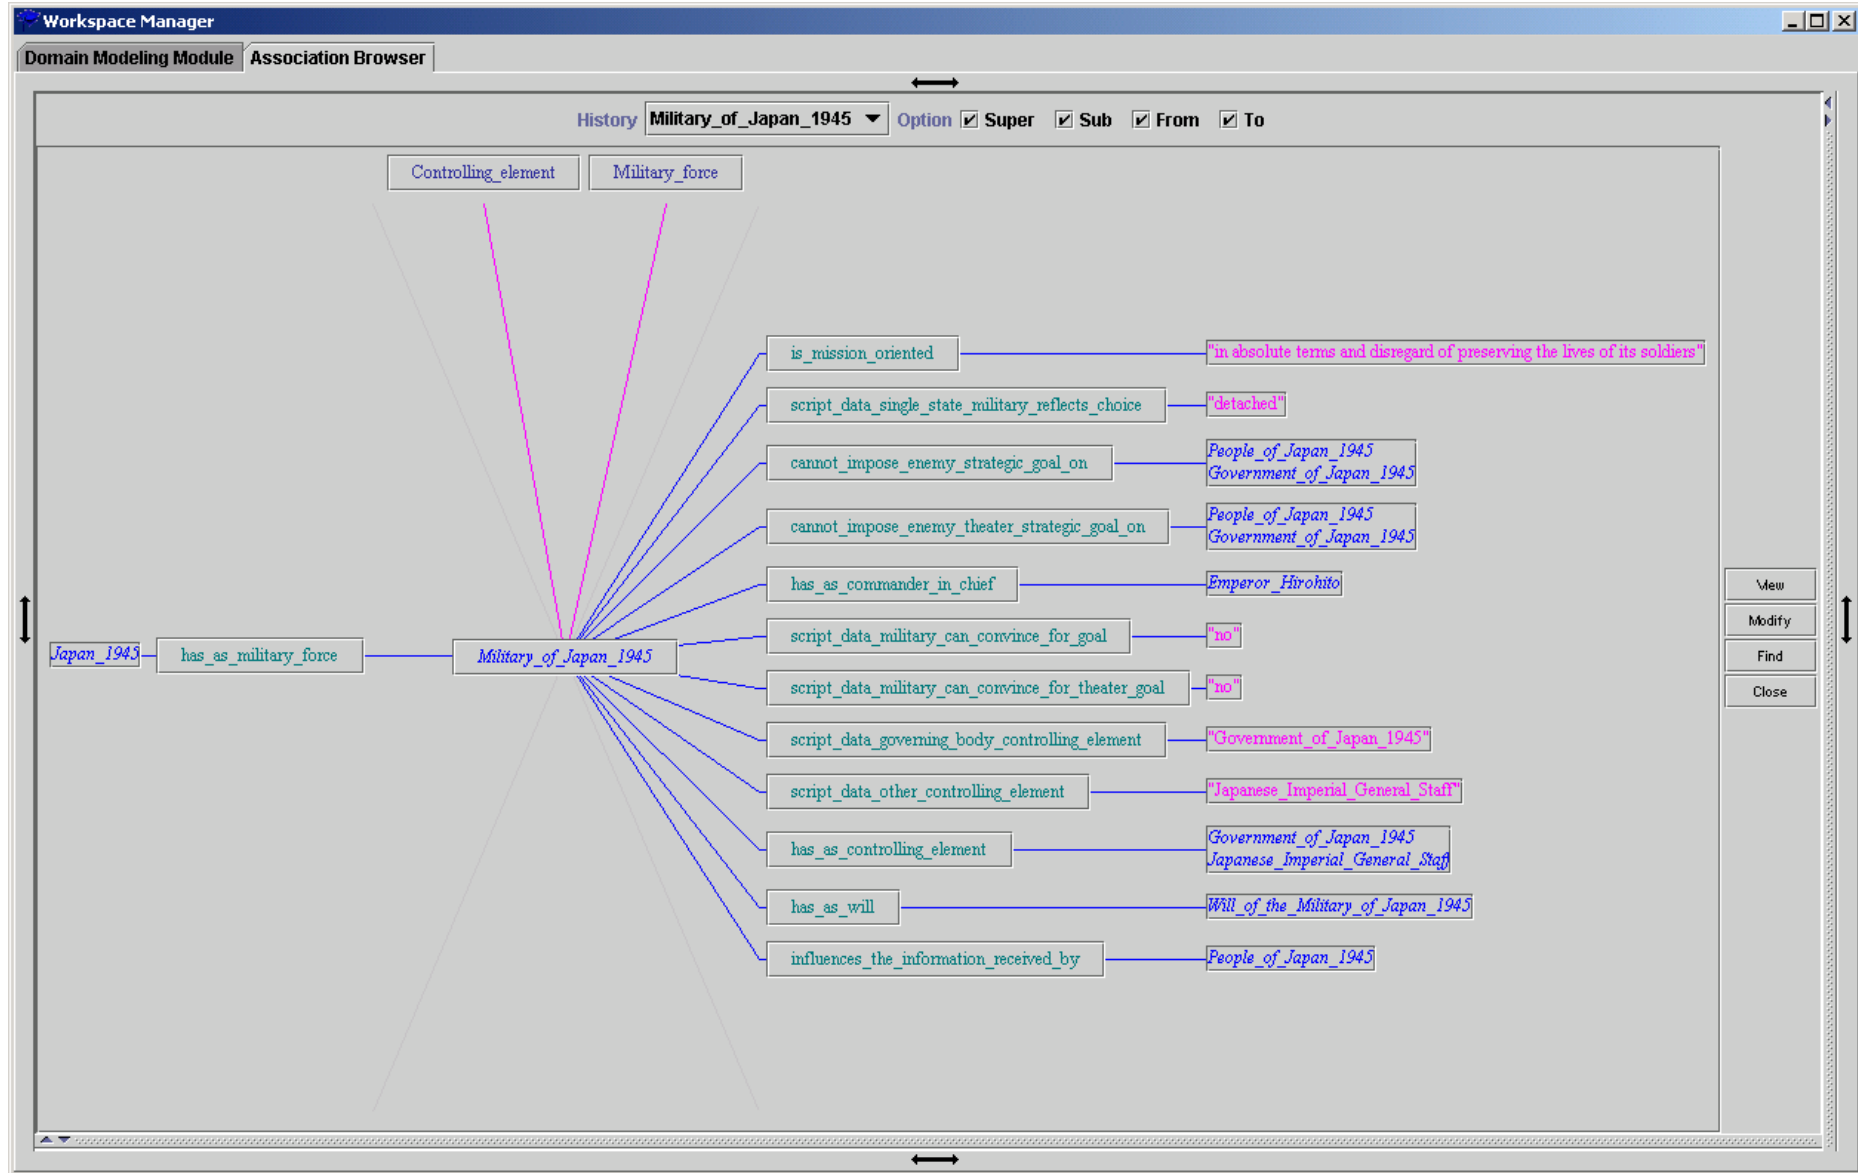 Workspace Manager
Domain Modeling Module Association Browser
History Military_of_Japan_1945 Option Super Sub From To
Controlling_element Military_force
is_mission_oriented "in absolute terms and disregard of preserving the lives of its soldiers"
script_data_single_state_military_reflects_choice "detached"
cannot_impose_enemy_strategic_goal_on People_of_Japan_1945
Government_of_Japan_1945
cannot_impose_enemy_theater_strategic_goal_on People_of_Japan_1945
Government_of_Japan_1945
has_as_commander_in_chief Emperor_Hirohito
View
Modify
script_data_military_can_convince_for_goal "no"
Japan_1945 has_as_military_force Military_of_Japan_1945
Find
script_data_military_can_convince_for_theater_goal "no"
Close
script_data_governing_body_controlling_element "Government_of_Japan_1945"
script_data_other_controlling_element "Japanese_Imperial_General_Staff"
has_as_controlling_element Government_of_Japan_1945
Japanese_Imperial_General_Staff
has_as_will Will_of_the_Military_of_Japan_1945
influences_the_information_received_by People_of_Japan_1945